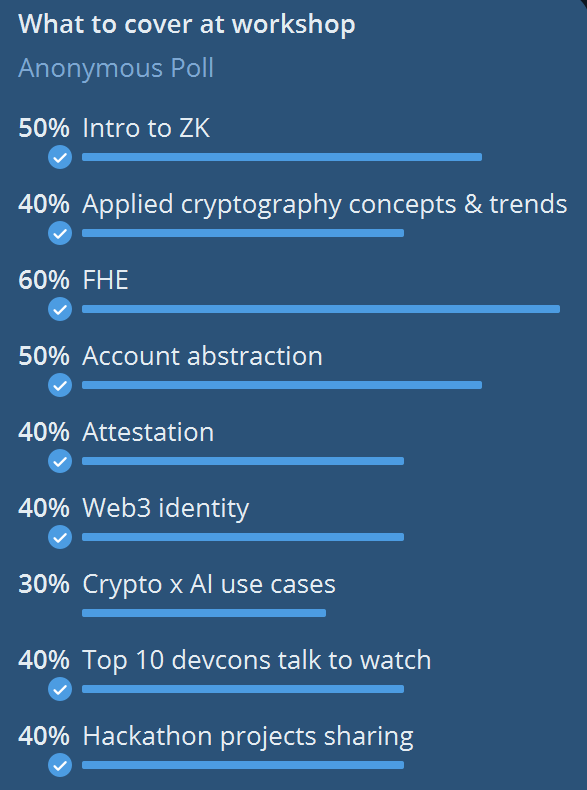 What to cover at workshop
Anonymous Poll
50% Intro to ZK
40% Applied cryptography concepts & trends
60% FHE
50% Account abstraction
40% Attestation
40% Web3 identity
30% Crypto x AI use cases
40% Top 10 devcons talk to watch
40% Hackathon projects sharing